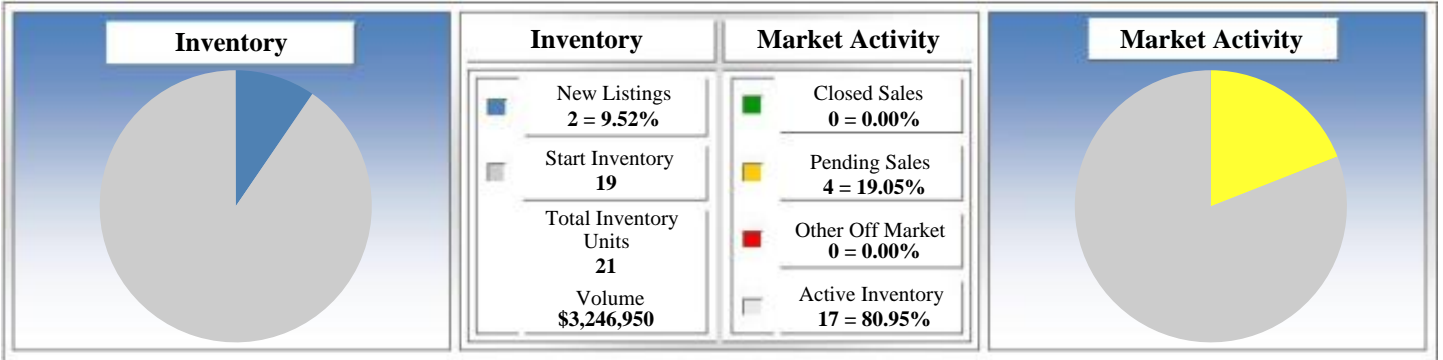 Inventory
Inventory
New Listings
2 = 9.52%
Start Inventory
19
Total Inventory
Units
21
Volume
$3,246,950
Market Activity
Closed Sales
0 = 0.00%
Pending Sales
4 = 19.05%
Other Off Market
0 = 0.00%
Active Inventory
17 = 80.95%
Market Activity